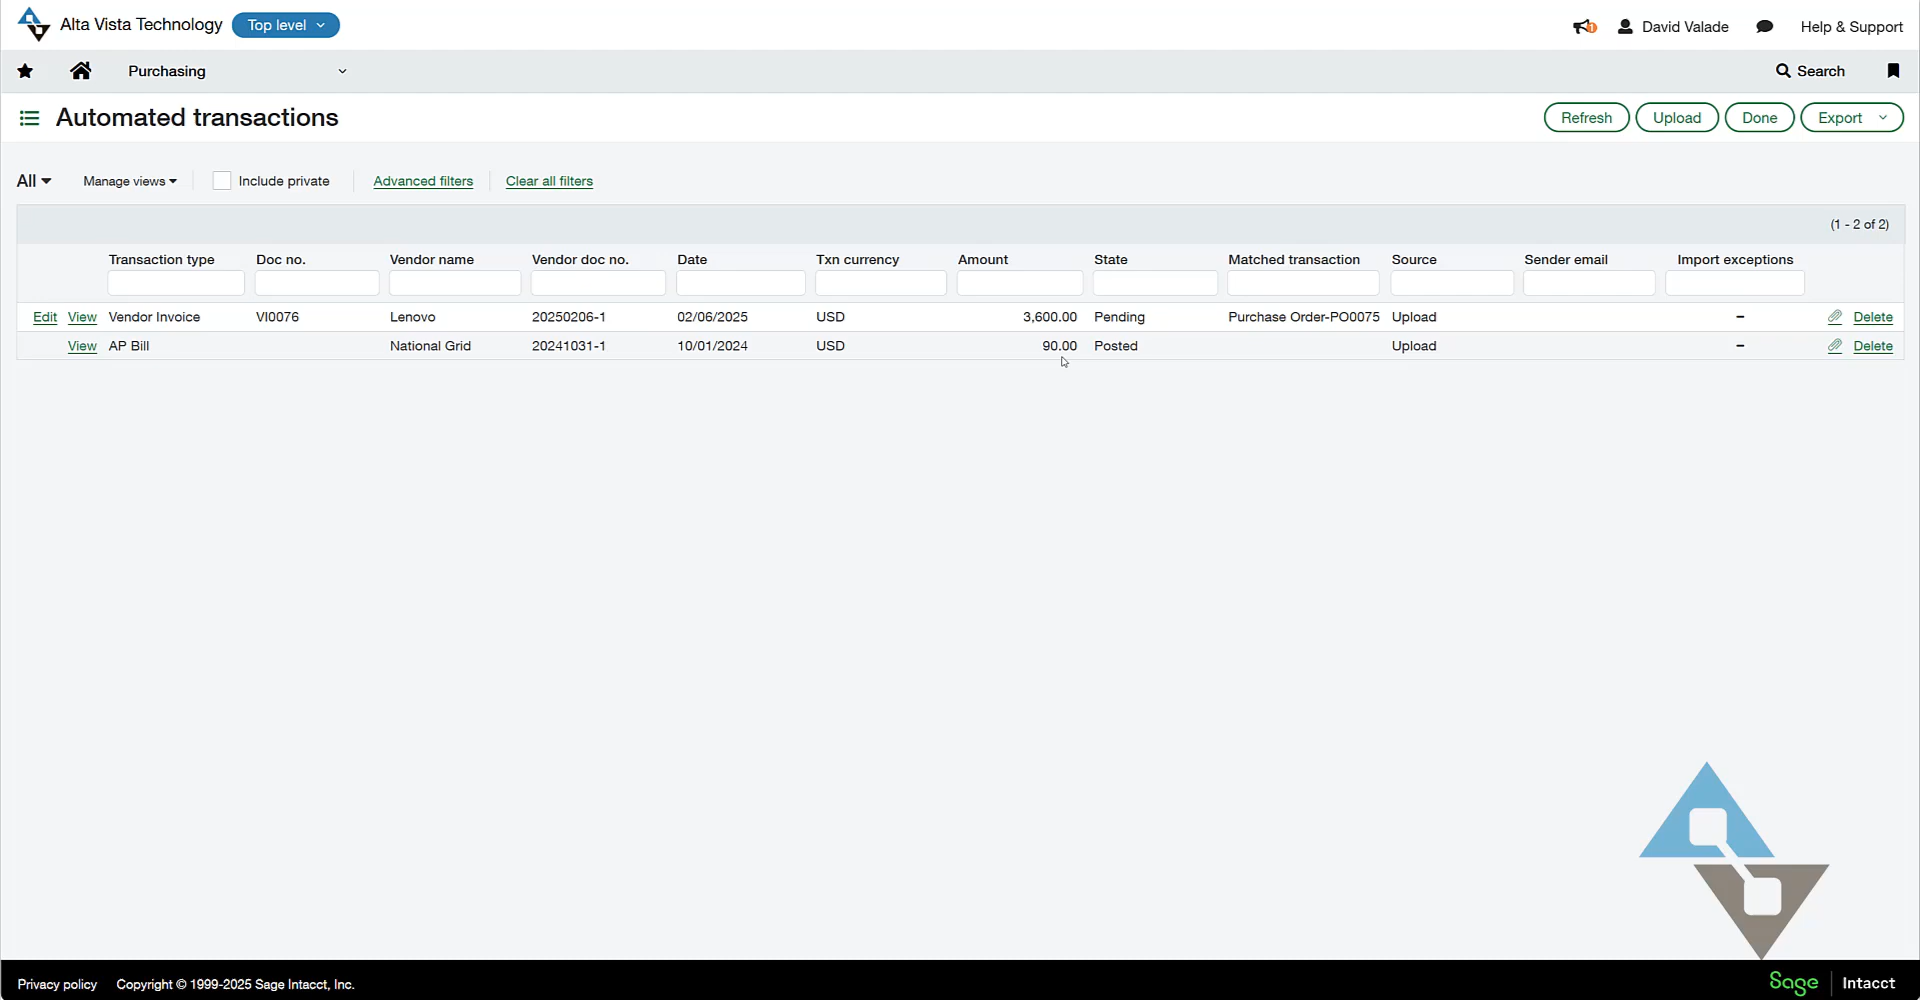 Alta Vista Technology Top level 1 David Valade Help & Support
Purchasing Search
Automated transactions Refresh Upload Done Export
All Manage views Include private Advanced filters Clear all filters
(1 - 2 of 2)
Transaction type Doc no. Vendor name Vendor doc no. Date Txn currency Amount State Matched transaction Source Sender email Import exceptions
Edit View Vendor Invoice VI0076 Lenovo 20250206-1 02/06/2025 USD 3,600.00 Pending Purchase Order-PO0075 Upload – Delete
View AP Bill National Grid 20241031-1 10/01/2024 USD 90.00 Posted Upload – Delete
Privacy policy Copyright © 1999-2025 Sage Intacct, Inc. Sage Intacct